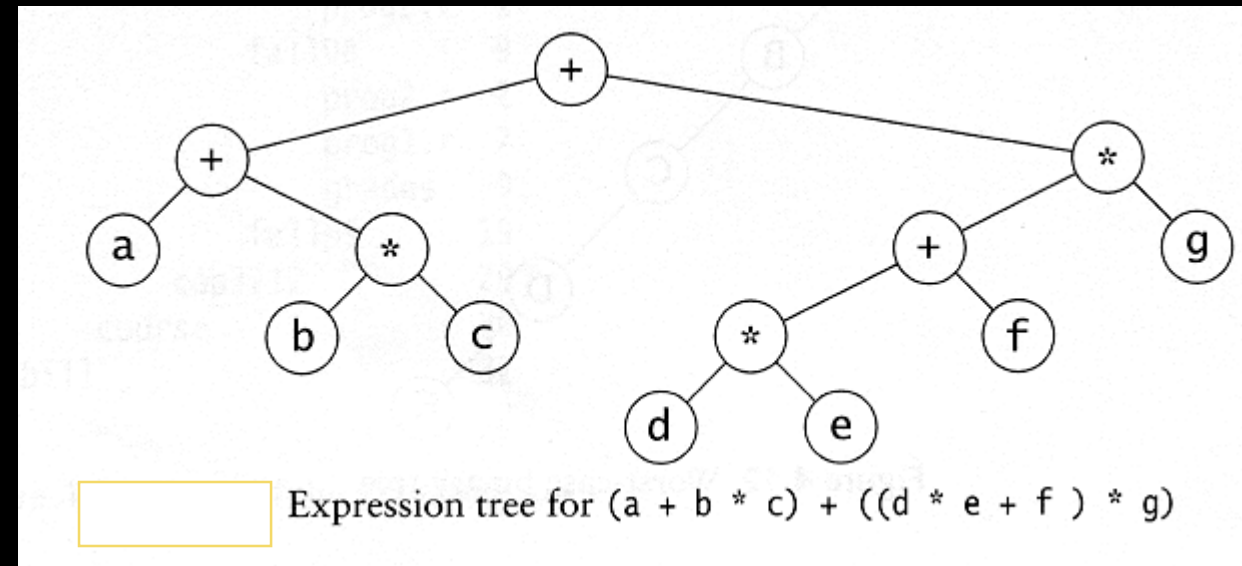 +
+ *
a * + g
b c * f
d e
Expression tree for (a + b * c) + ((d * e + f ) * g)